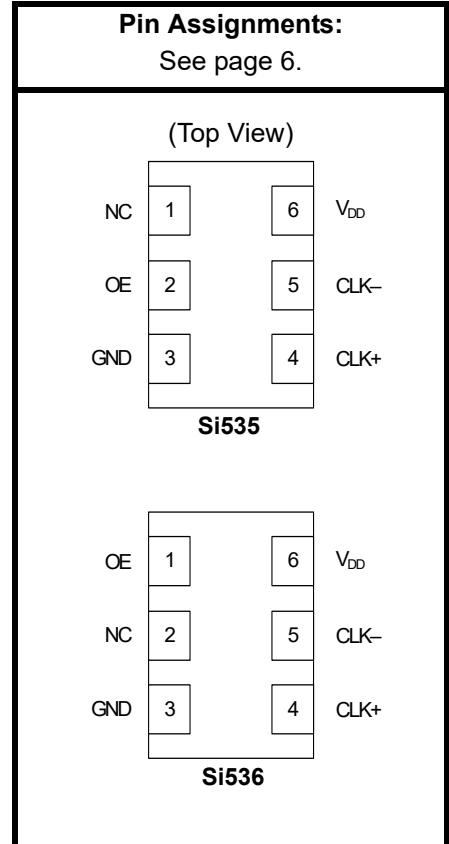 Pin Assignments:
See page 6.
(Top View)
NC 1 6 VDD
OE 2 5 CLK–
GND 3 4 CLK+
Si535
OE 1 6 VDD
NC 2 5 CLK–
GND 3 4 CLK+
Si536